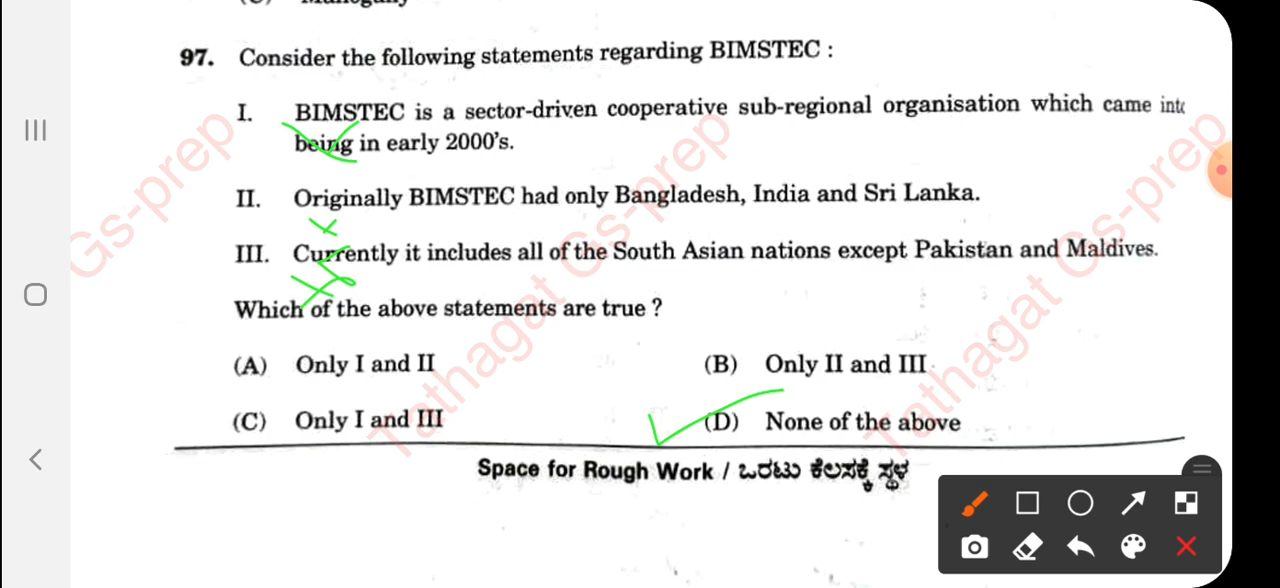 (C) Mahogany
97. Consider the following statements regarding BIMSTEC :
I. BIMSTEC is a sector-driven cooperative sub-regional organisation which came into
being in early 2000's.
II. Originally BIMSTEC had only Bangladesh, India and Sri Lanka.
III. Currently it includes all of the South Asian nations except Pakistan and Maldives.
Which of the above statements are true ?
(A) Only I and II (B) Only II and III
(C) Only I and III (D) None of the above
Space for Rough Work / ಒರಟು ಕೆಲಸಕ್ಕೆ ಸ್ಥಳ
Tathagat Gs-prep
Gs-prep
Gs-prep
Tathagat Gs-prep